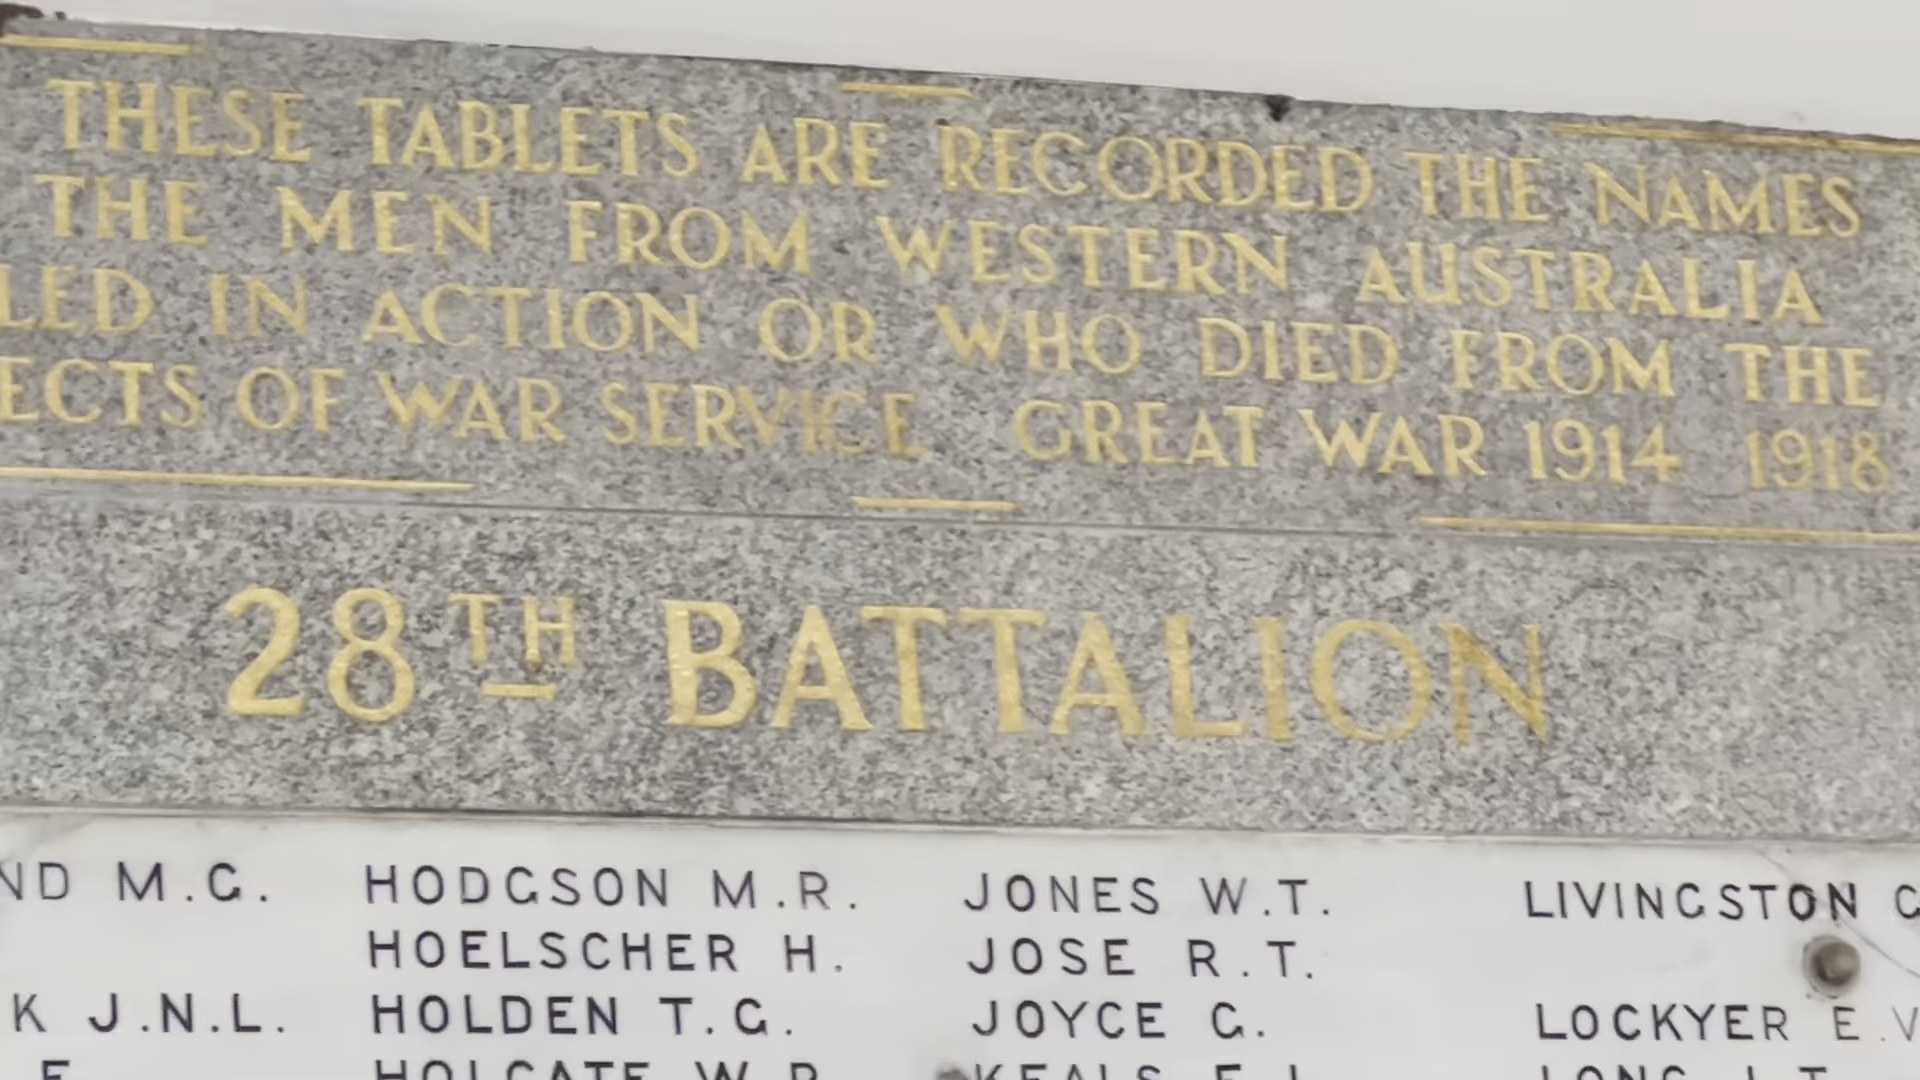 THESE TABLETS ARE RECORDED THE NAMES
THE MEN FROM WESTERN AUSTRALIA
LED IN ACTION OR WHO DIED FROM THE
ECTS OF WAR SERVICE GREAT WAR 1914 1918
28TH BATTALION
ND M.G. HODGSON M.R. JONES W.T. LIVINGSTON C
HOELSCHER H. JOSE R.T.
K J.N.L. HOLDEN T.G. JOYCE G. LOCKYER E.V
HOLGATE W. KEALS LONG